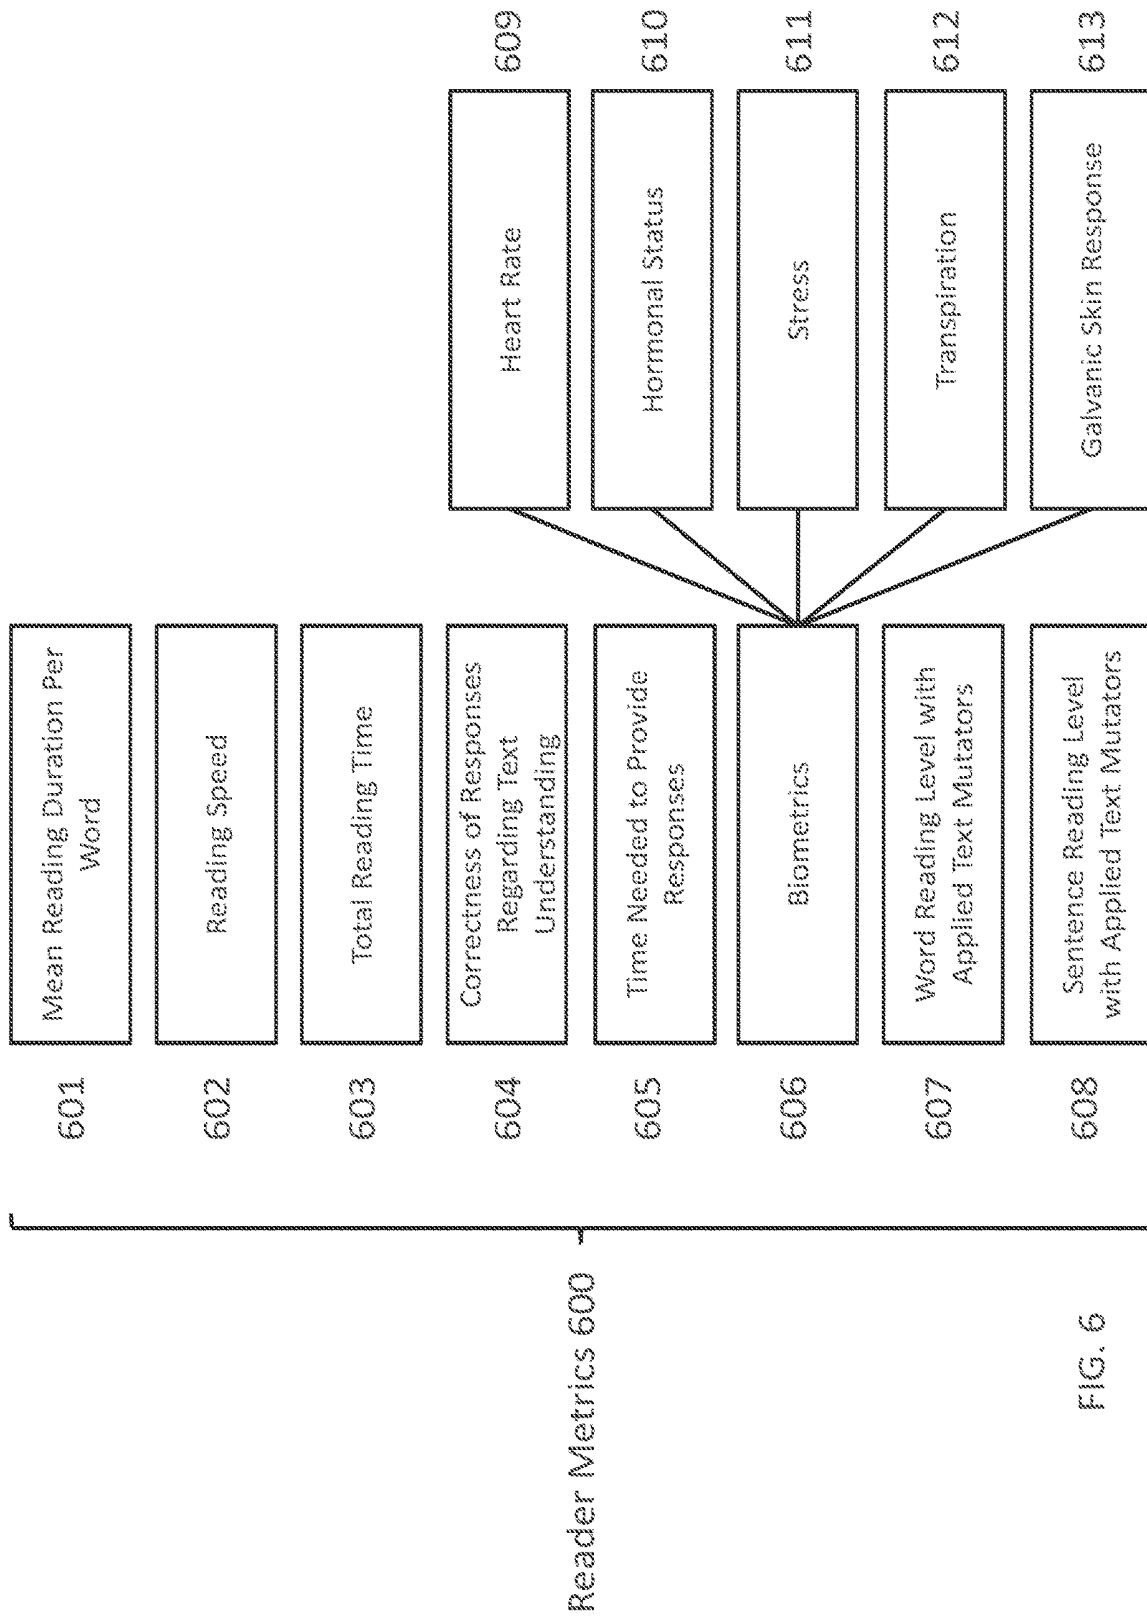 Reader Metrics 600
601
Mean Reading Duration Per
Word
602
Reading Speed
603
Total Reading Time
604
Correctness of Responses
Regarding Text
Understanding
605
Time Needed to Provide
Responses
606
Biometrics
607
Word Reading Level with
Applied Text Mutators
608
Sentence Reading Level
with Applied Text Mutators
Heart Rate
609
Hormonal Status
610
Stress
611
Transpiration
612
Galvanic Skin Response
613
FIG. 6